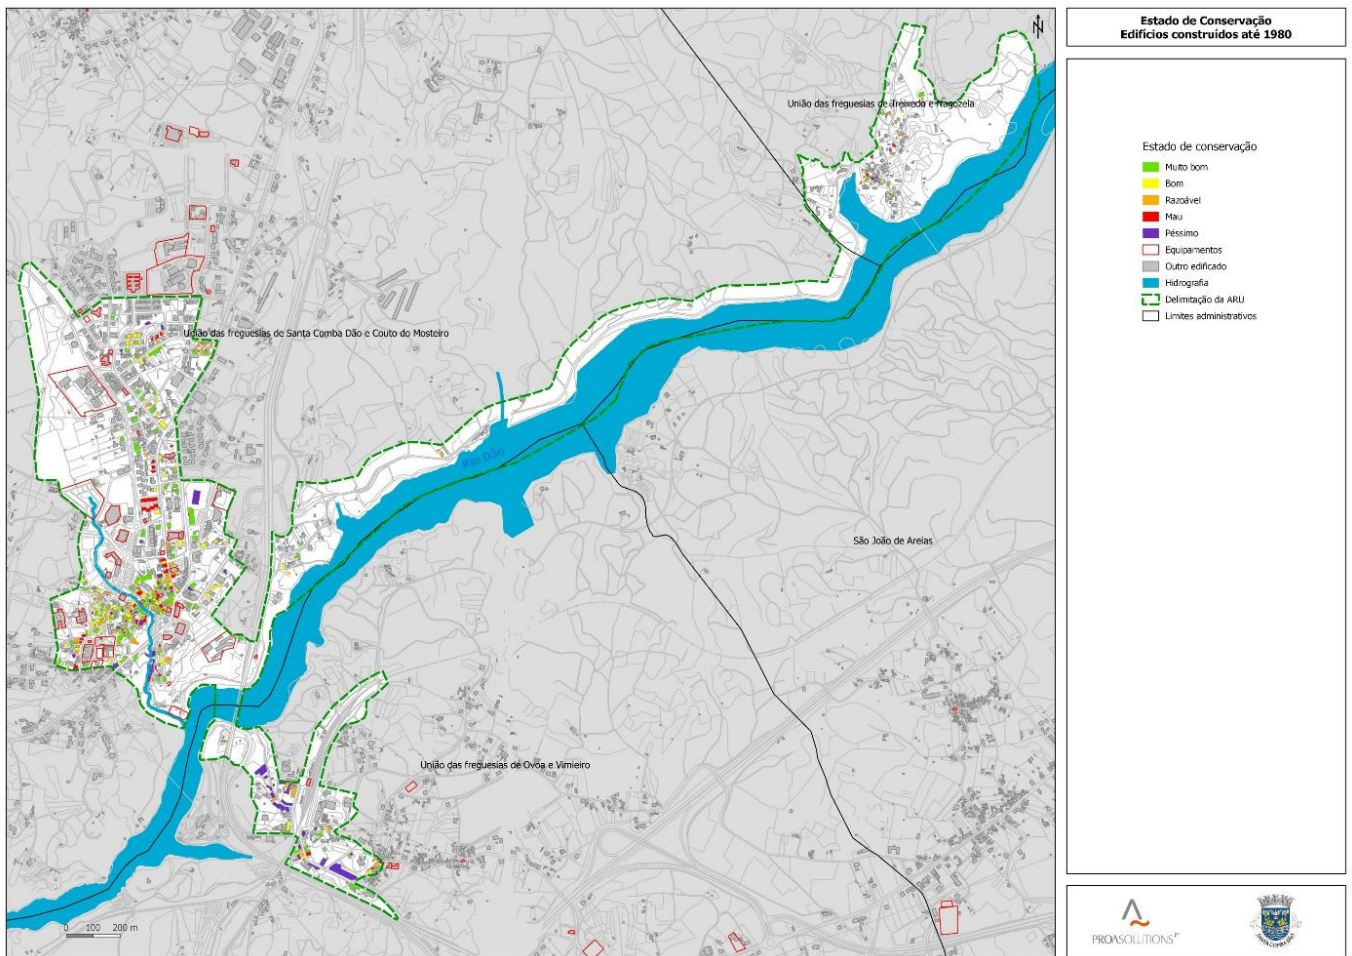 Estado de Conservação
Edifícios construídos até 1980
N
União das freguesias de Treixedo e Nagozela
União das freguesias de Santa Comba Dão e Couto do Mosteiro
Rio Dão
São João de Areias
União das freguesias de Ovoa e Vimieiro
0 100 200 m
Estado de conservação
Muito bom
Bom
Razoável
Mau
Péssimo
Equipamentos
Outro edificado
Hidrografia
Delimitação da ARU
Limites administrativos
PROASOLUTIONS
SANTA COMBA DÃO